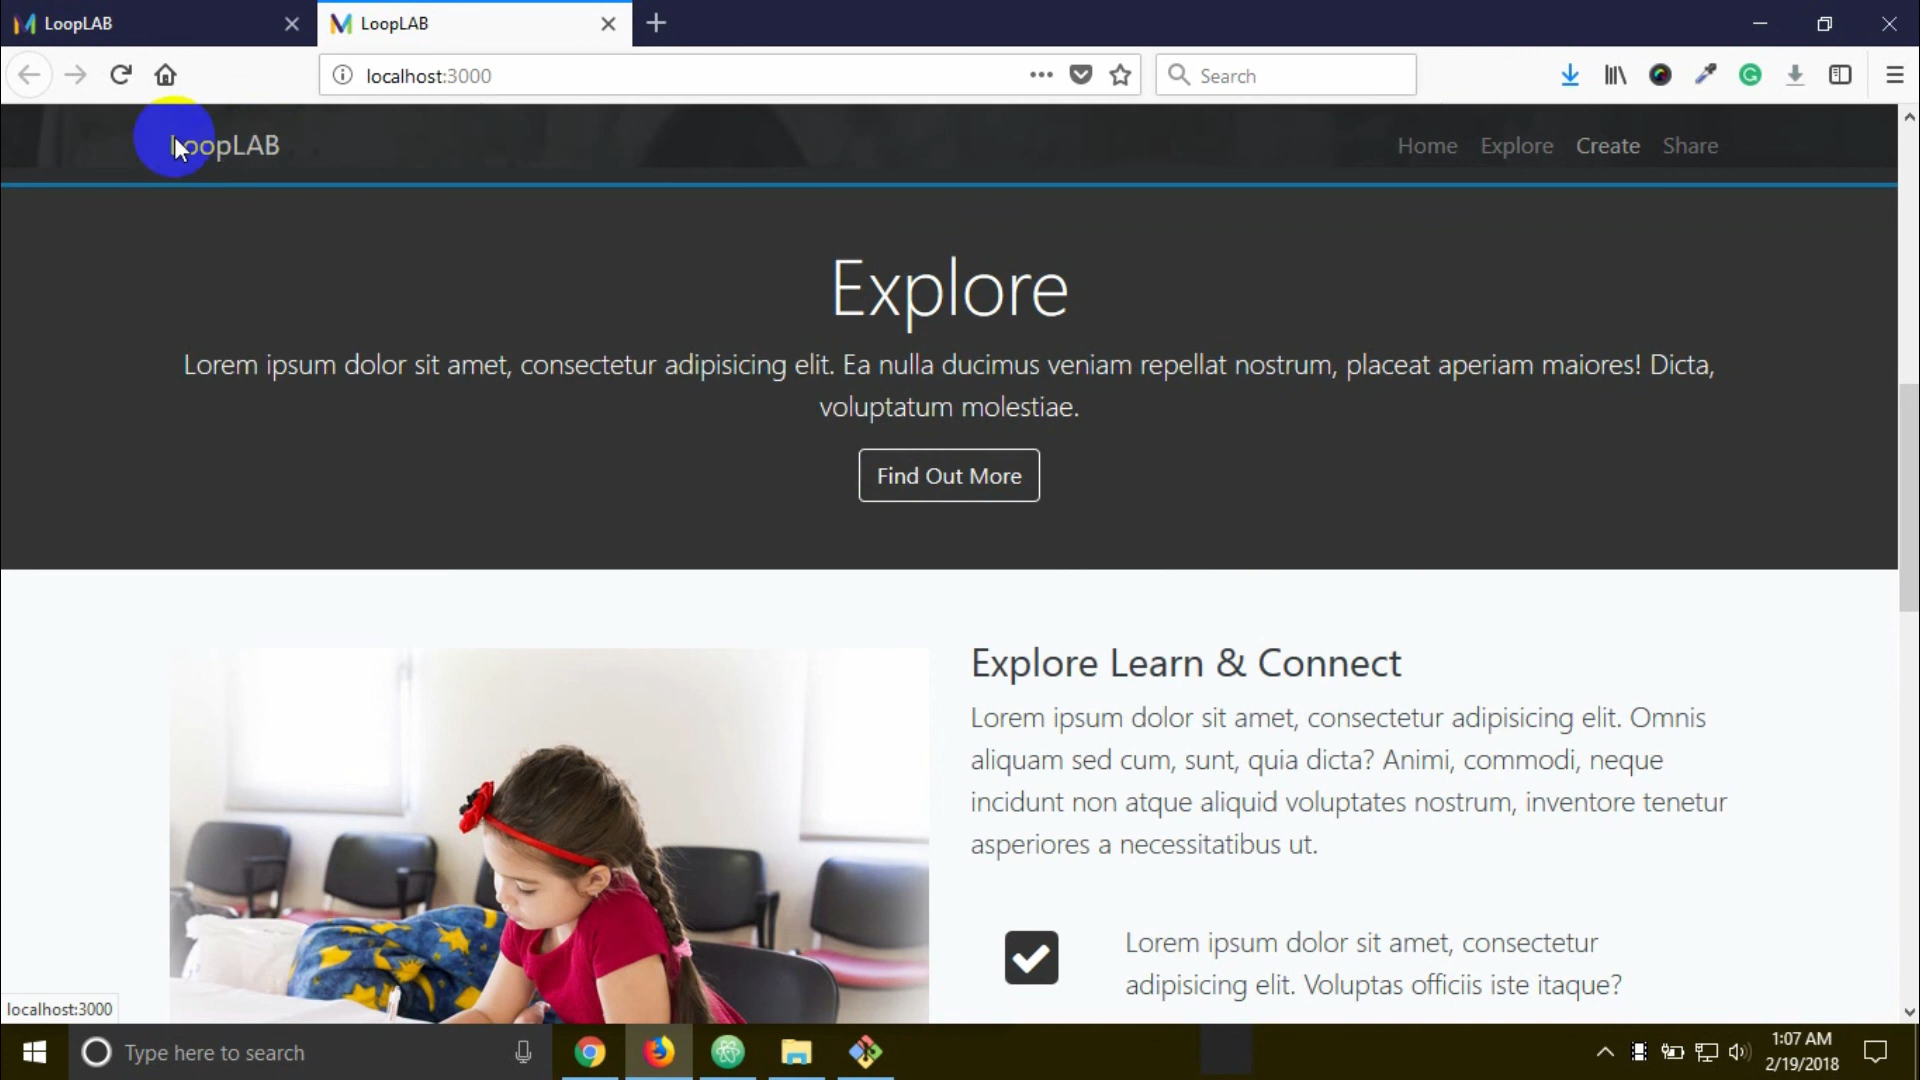 LoopLAB
LoopLAB
localhost:3000
Search
LoopLAB
Home Explore Create Share
Explore
Lorem ipsum dolor sit amet, consectetur adipisicing elit. Ea nulla ducimus veniam repellat nostrum, placeat aperiam maiores! Dicta,
voluptatum molestiae.
Find Out More
Explore Learn & Connect
Lorem ipsum dolor sit amet, consectetur adipisicing elit. Omnis
aliquam sed cum, sunt, quia dicta? Animi, commodi, neque
incidunt non atque aliquid voluptates nostrum, inventore tenetur
asperiores a necessitatibus ut.
Lorem ipsum dolor sit amet, consectetur
adipisicing elit. Voluptas officiis iste itaque?
localhost:3000
Type here to search
1:07 AM
2/19/2018